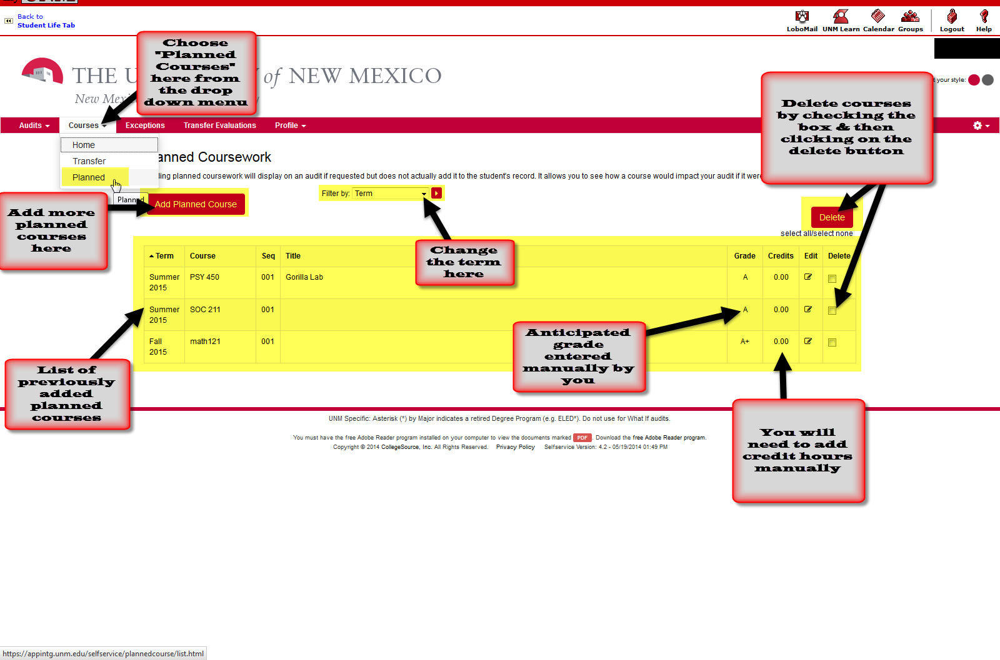 Back to
Student Life Tab
LoboMail UNM Learn Calendar Groups Logout Help
Choose
"Planned
Courses"
here from
the drop
down menu
THE U of NEW MEXICO
New Mexi
t your style:
Delete courses
by checking the
box & then
clicking on the
delete button
Audits Courses Exceptions Transfer Evaluations Profile
Home
Transfer
Planned
Planned
anned Coursework
ding planned coursework will display on an audit if requested but does not actually add it to the student's record. It allows you to see how a course would impact your audit if it were
Add Planned Course
Filter by: Term
Delete
select all/select none
Add more
planned
courses
here
Change
the term
here
Term Course Seq Title Grade Credits Edit Delete
Summer 2015 PSY 450 001 Gorilla Lab A 0.00
Summer 2015 SOC 211 001 A 0.00
Fall 2015 math121 001 A+ 0.00
Anticipated
grade
entered
manually by
you
List of
previously
added
planned
courses
You will
need to add
credit hours
manually
UNM Specific: Asterisk (*) by Major indicates a retired Degree Program (e.g. ELED*). Do not use for What If audits.
You must have the free Adobe Reader program installed on your computer to view the documents marked PDF. Download the free Adobe Reader program.
Copyright © 2014 CollegeSource, Inc. All Rights Reserved. Privacy Policy Selfservice Version: 4.2 - 05/19/2014 01:49 PM
https://appintg.unm.edu/selfservice/plannedcourse/list.html